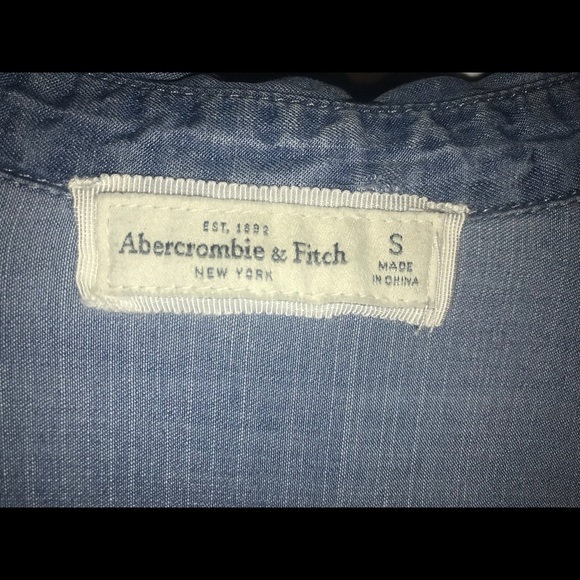 EST. 1892
Abercrombie & Fitch
NEW YORK
S
MADE
IN CHINA